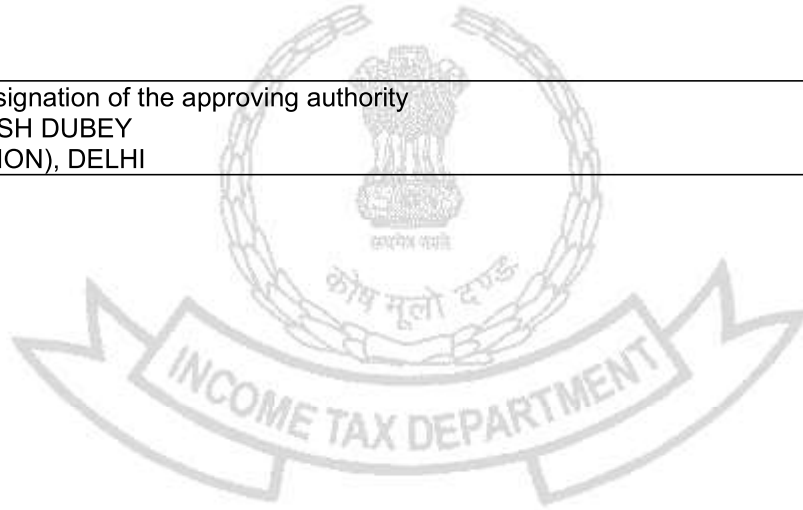 signation of the approving authority
SH DUBEY
ION), DELHI
सत्यमेव जयते
कोष मूलो दण्डः
INCOME TAX DEPARTMENT